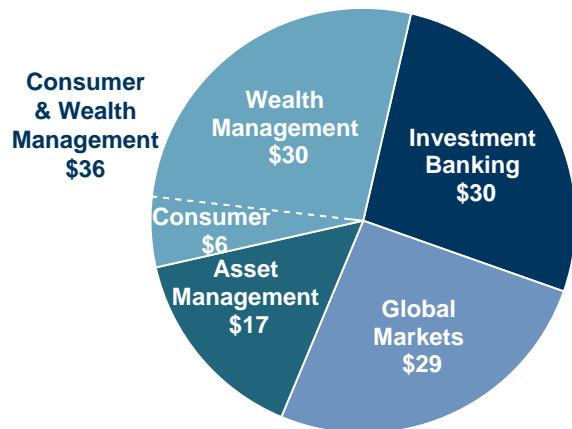 Consumer
& Wealth
Management
$36
Wealth
Management
$30
Investment
Banking
$30
Consumer
$6
Asset
Management
$17
Global
Markets
$29